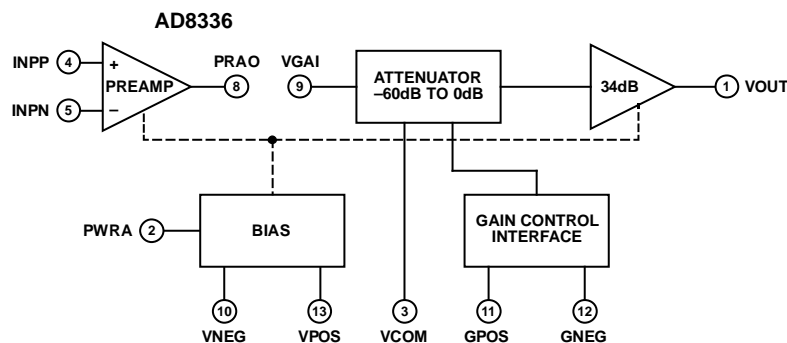 AD8336
INPP 4 + PREAMP PRAO 8
INPN 5 −
VGAI 9
ATTENUATOR
−60dB TO 0dB
34dB
1 VOUT
PWRA 2
BIAS
GAIN CONTROL
INTERFACE
10 13 3 11 12
VNEG VPOS VCOM GPOS GNEG